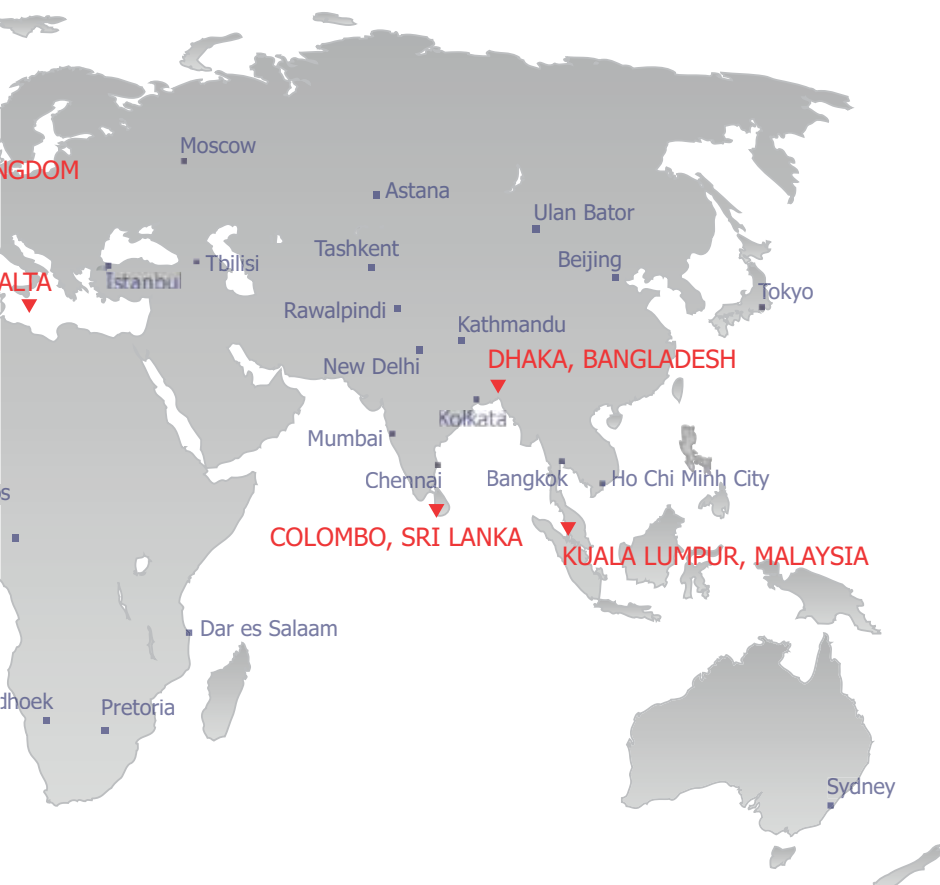 Moscow
NGDOM
Astana
Ulan Bator
Tashkent
Beijing
Tbilisi
Istanbul
ALTA
Tokyo
Rawalpindi
Kathmandu
New Delhi
DHAKA, BANGLADESH
Kolkata
Mumbai
Chennai
Bangkok
Ho Chi Minh City
os
COLOMBO, SRI LANKA
KUALA LUMPUR, MALAYSIA
Dar es Salaam
dhoek
Pretoria
Sydney